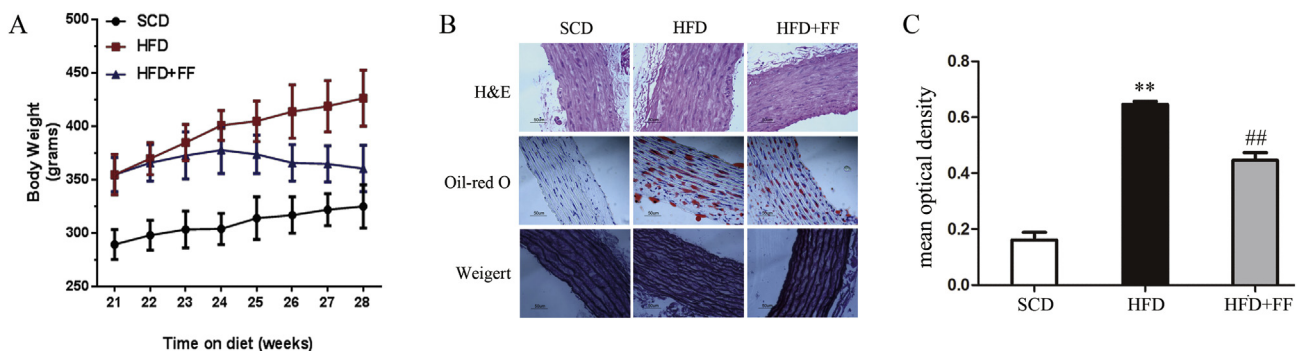 A
SCD
HFD
HFD+FF
500
450
400
350
300
250
Body Weight
(grams)
21 22 23 24 25 26 27 28
Time on diet (weeks)
B
SCD HFD HFD+FF
H&E
Oil-red O
Weigert
50um
C
mean optical density
0.8
0.6
0.4
0.2
0.0
**
##
SCD HFD HFD+FF